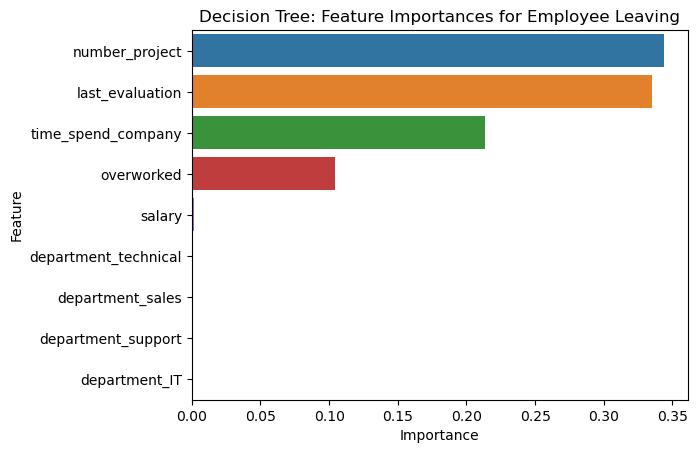 Decision Tree: Feature Importances for Employee Leaving
number_project
last_evaluation
time_spend_company
overworked
salary
department_technical
department_sales
department_support
department_IT
Feature
0.00 0.05 0.10 0.15 0.20 0.25 0.30 0.35
Importance